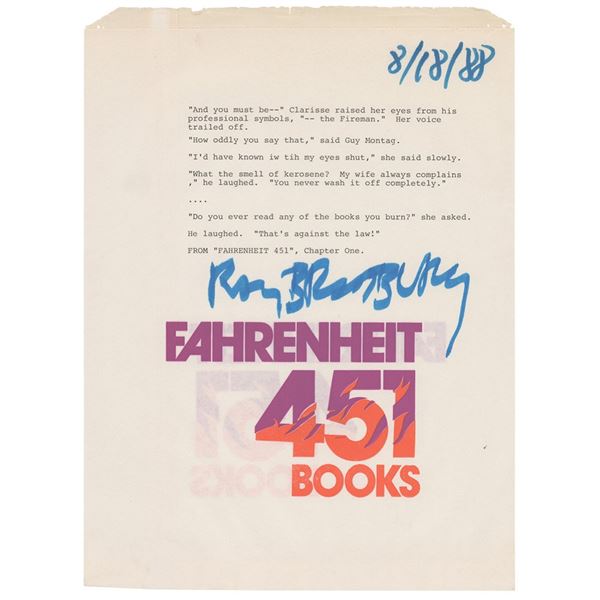 8/18/88
"And you must be--" Clarisse raised her eyes from his
professional symbols, "-- the Fireman."  Her voice
trailed off.
"How oddly you say that," said Guy Montag.
"I'd have known iw tih my eyes shut," she said slowly.
"What the smell of kerosene?  My wife always complains
," he laughed.  "You never wash it off completely."
....
"Do you ever read any of the books you burn?" she asked.
He laughed.  "That's against the law!"
FROM "FAHRENHEIT 451", Chapter One.
Ray Bradbury
FAHRENHEIT
451
BOOKS